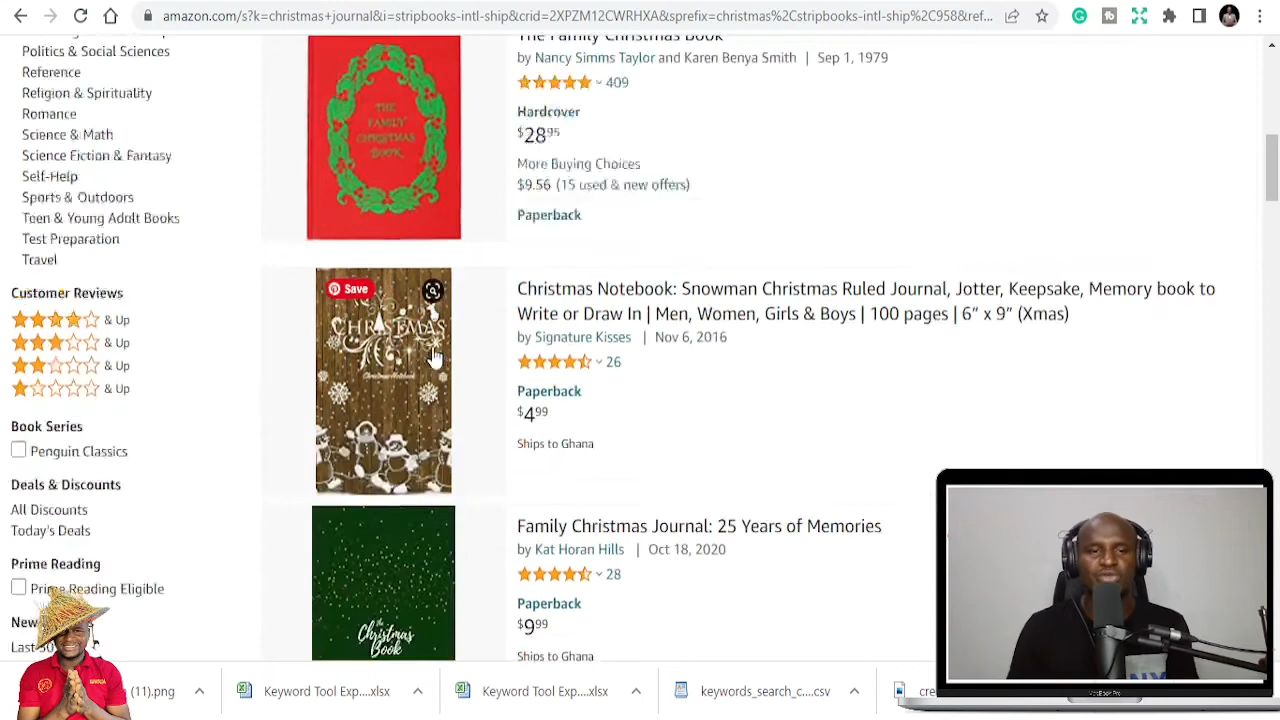 amazon.com/s?k=christmas+journal&i=stripbooks-intl-ship&crid=2XPZM12CWRHXA&sprefix=christmas%2Cstripbooks-intl-ship%2C958&ref...
Politics & Social Sciences
Reference
Religion & Spirituality
Romance
Science & Math
Science Fiction & Fantasy
Self-Help
Sports & Outdoors
Teen & Young Adult Books
Test Preparation
Travel
Customer Reviews
& Up
& Up
& Up
& Up
Book Series
Penguin Classics
Deals & Discounts
All Discounts
Today's Deals
Prime Reading
Prime Reading Eligible
THE
FAMILY
CHRISTMAS
BOOK
The Family Christmas Book
by Nancy Simms Taylor and Karen Benya Smith | Sep 1, 1979
409
Hardcover
$28.95
More Buying Choices
$9.56 (15 used & new offers)
Paperback
Save
CHRISTMAS
Christmas Notebook
Christmas Notebook: Snowman Christmas Ruled Journal, Jotter, Keepsake, Memory book to
Write or Draw In | Men, Women, Girls & Boys | 100 pages | 6“ x 9” (Xmas)
by Signature Kisses | Nov 6, 2016
26
Paperback
$4.99
Ships to Ghana
the
Christmas
Book
Family Christmas Journal: 25 Years of Memories
by Kat Horan Hills | Oct 18, 2020
28
Paperback
$9.99
Ships to Ghana
(11).png
Keyword Tool Exp....xlsx
Keyword Tool Exp....xlsx
keywords_search_c....csv
MacBook Pro